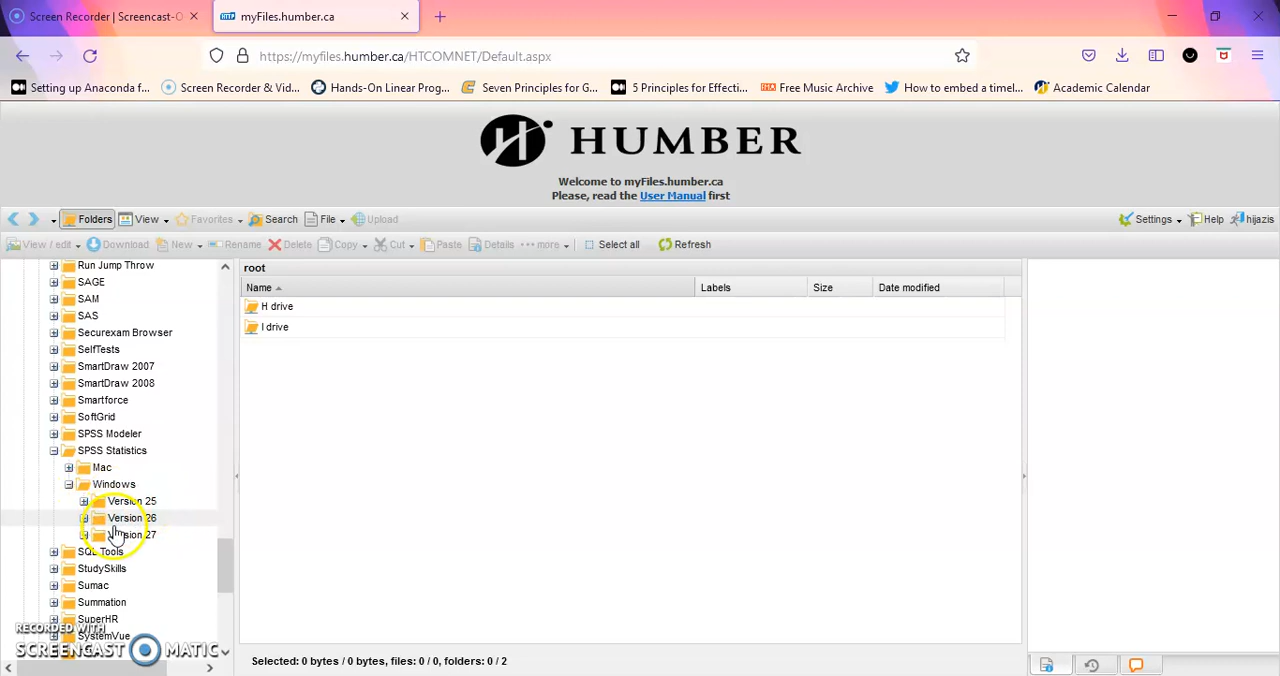 Screen Recorder | Screencast-O
myFiles.humber.ca
https://myfiles.humber.ca/HTCOMNET/Default.aspx
Setting up Anaconda f...
Screen Recorder & Vid...
Hands-On Linear Prog...
Seven Principles for G...
5 Principles for Effecti...
Free Music Archive
How to embed a timel...
Academic Calendar
HUMBER
Welcome to myFiles.humber.ca
Please, read the User Manual first
Folders View Favorites Search File Upload Settings Help hijazis
View / edit Download New Rename Delete Copy Cut Paste Details more Select all Refresh
Run Jump Throw
SAGE
SAM
SAS
Securexam Browser
SelfTests
SmartDraw 2007
SmartDraw 2008
Smartforce
SoftGrid
SPSS Modeler
SPSS Statistics
Mac
Windows
Version 25
Version 26
Version 27
SQL Tools
StudySkills
Sumac
Summation
SuperHR
SystemVue
root
Name Labels Size Date modified
H drive
I drive
Selected: 0 bytes / 0 bytes, files: 0 / 0, folders: 0 / 2
RECORDED WITH
SCREENCAST MATIC